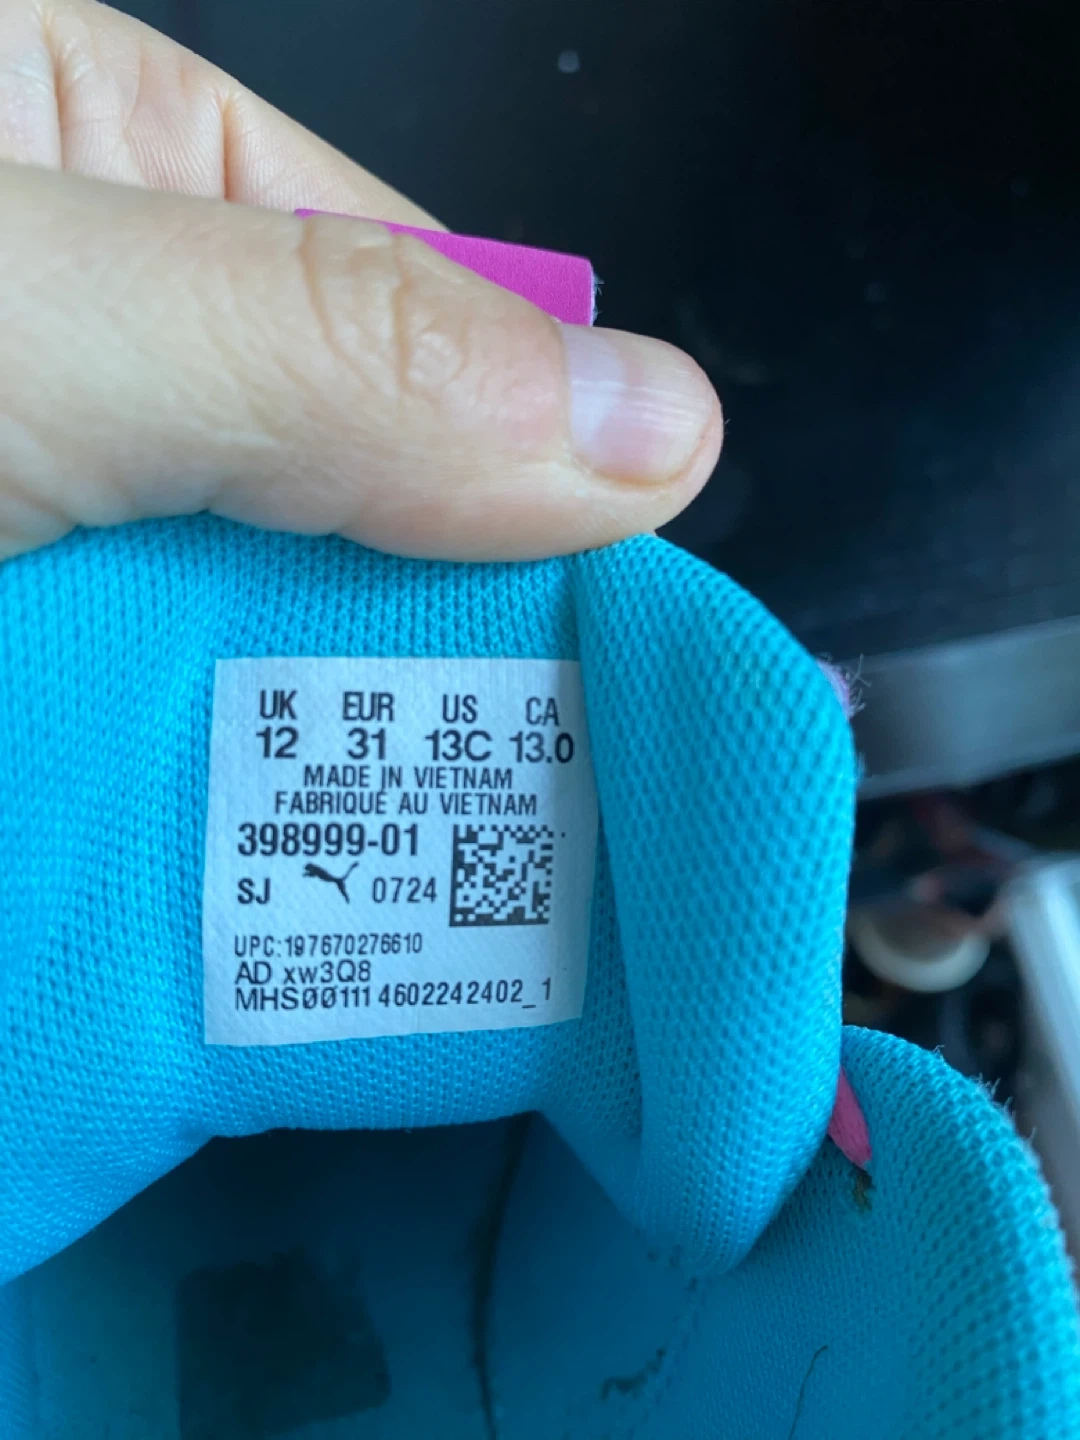 UK EUR US CA
12 31 13C 13.0
MADE IN VIETNAM
FABRIQUÉ AU VIETNAM
398999-01
SJ 0724
UPC:197670276610
AD xw3Q8
MHSØØ111 4602242402_1